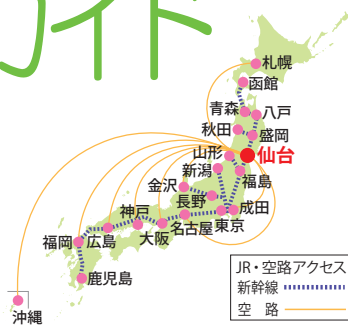 ガイド
札幌
函館
青森
八戸
秋田
盛岡
山形
仙台
新潟
福島
金沢
長野
成田
神戸
名古屋
東京
福岡
広島
大阪
鹿児島
沖縄
JR・空路アクセス
新幹線
空 路